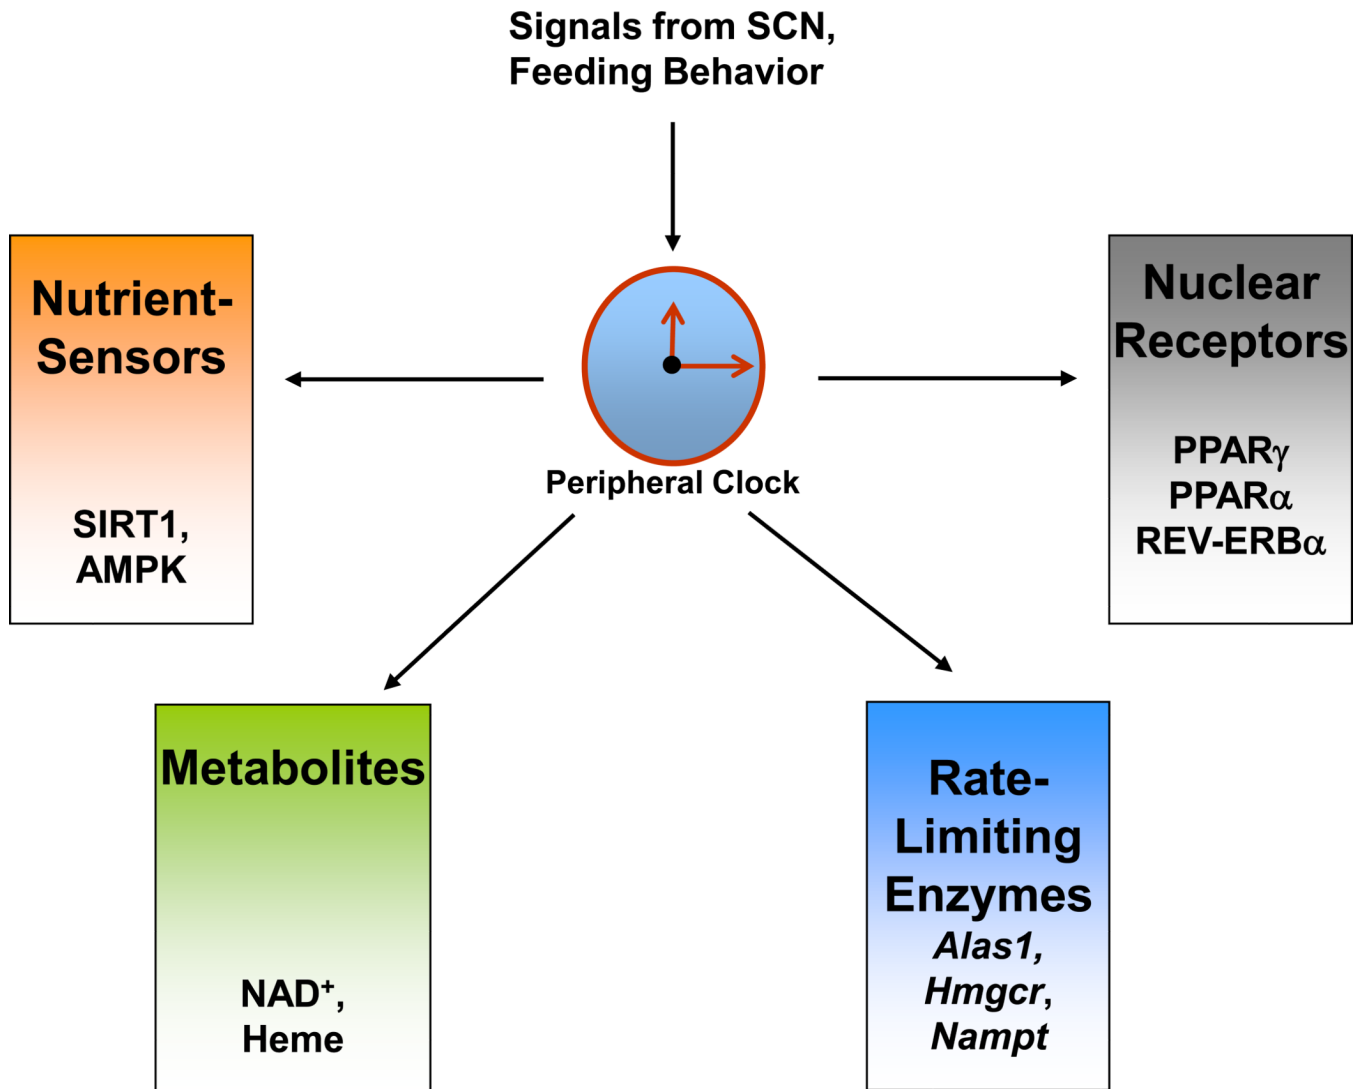 Signals from SCN,
Feeding Behavior
Nutrient-
Sensors
SIRT1,
AMPK
Peripheral Clock
Nuclear
Receptors
PPARγ
PPARα
REV-ERBα
Metabolites
NAD⁺,
Heme
Rate-
Limiting
Enzymes
Alas1,
Hmgcr,
Nampt